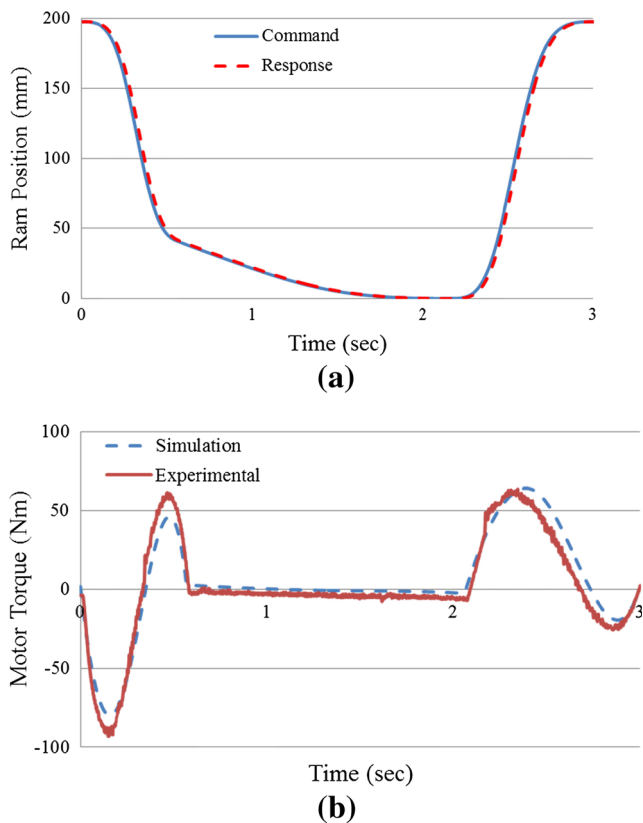 200
150
100
50
0
Ram Position (mm)
Command
Response
0
1
2
3
Time (sec)
(a)
100
50
0
-50
-100
Motor Torque (Nm)
Simulation
Experimental
0
1
2
3
Time (sec)
(b)